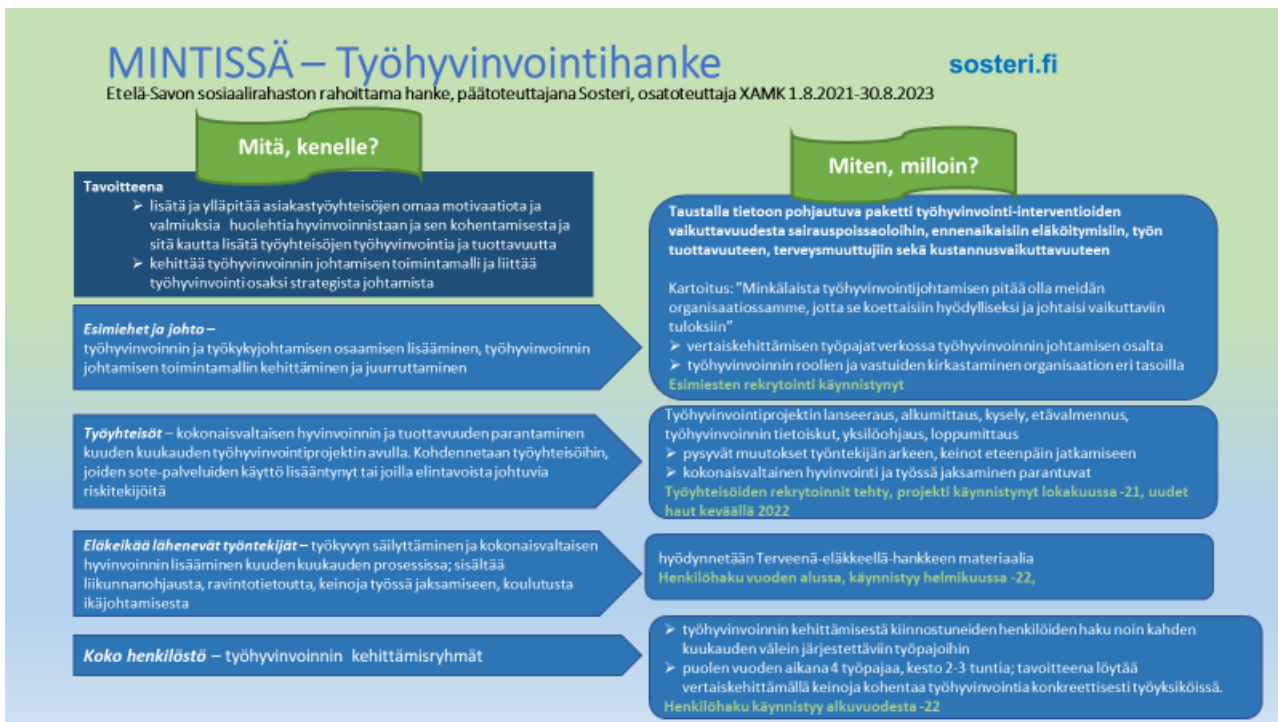 MINTISSÄ – Työhyvinvointihanke
sosteri.fi
Etelä-Savon sosiaalirahaston rahoittama hanke, päätoteuttajana Sosteri, osatoteuttaja XAMK 1.8.2021-30.8.2023
Mitä, kenelle?
Tavoitteena
➢ lisätä ja ylläpitää asiakastyöyhteisöjen omaa motivaatiota ja
valmiuksia huolehtia hyvinvoinnistaan ja sen kohentamisesta ja
sitä kautta lisätä työyhteisöjen työhyvinvointia ja tuottavuutta
➢ kehittää työhyvinvoinnin johtamisen toimintamalli ja liittää
työhyvinvointi osaksi strategista johtamista
Esimiehet ja johto –
työhyvinvoinnin ja työkykyjohtamisen osaamisen lisääminen, työhyvinvoinnin
johtamisen toimintamallin kehittäminen ja juurruttaminen
Työyhteisöt – kokonaisvaltaisen hyvinvoinnin ja tuottavuuden parantaminen
kuuden kuukauden työhyvinvointiprojektin avulla. Kohdennetaan työyhteisöihin,
joiden sote-palveluiden käyttö lisääntynyt tai joilla elintavoista johtuvia
riskitekijöitä
Eläkeikää lähenevät työntekijät – työkyvyn säilyttäminen ja kokonaisvaltaisen
hyvinvoinnin lisääminen kuuden kuukauden prosessissa; sisältää
liikunnanohjausta, ravintotietoutta, keinoja työssä jaksamiseen, koulutusta
ikäjohtamisesta
Koko henkilöstö – työhyvinvoinnin kehittämisryhmät
Miten, milloin?
Taustalla tietoon pohjautuva paketti työhyvinvointi-interventioiden
vaikuttavuudesta sairauspoissaoloihin, ennenaikaisiin eläköitymisiin, työn
tuottavuuteen, terveysmuuttujiin sekä kustannusvaikuttavuuteen
Kartoitus: ”Minkälaista työhyvinvointijohtamisen pitää olla meidän
organisaatiossamme, jotta se koettaisiin hyödylliseksi ja johtaisi vaikuttaviin
tuloksiin”
➢ vertaiskehittämisen työpajat verkossa työhyvinvoinnin johtamisen osalta
➢ työhyvinvoinnin roolien ja vastuiden kirkastaminen organisaation eri tasoilla
Esimiesten rekrytointi käynnistynyt
Työhyvinvointiprojektin lanseeraus, alkumittaus, kysely, etävalmennus,
työhyvinvoinnin tietoiskut, yksilöohjaus, loppumittaus
➢ pysyvät muutokset työntekijän arkeen, keinot eteenpäin jatkamiseen
➢ kokonaisvaltainen hyvinvointi ja työssä jaksaminen parantuvat
Työyhteisöiden rekrytoinnit tehty, projekti käynnistynyt lokakuussa -21, uudet
haut keväällä 2022
hyödynnetään Terveenä-eläkkeellä-hankkeen materiaalia
Henkilöhaku vuoden alussa, käynnistyy helmikuussa -22,
➢ työhyvinvoinnin kehittämisestä kiinnostuneiden henkilöiden haku noin kahden
kuukauden välein järjestettäviin työpajoihin
➢ puolen vuoden aikana 4 työpajaa, kesto 2-3 tuntia; tavoitteena löytää
vertaiskehittämällä keinoja kohentaa työhyvinvointia konkreettisesti työyksiköissä.
Henkilöhaku käynnistyy alkuvuodesta -22